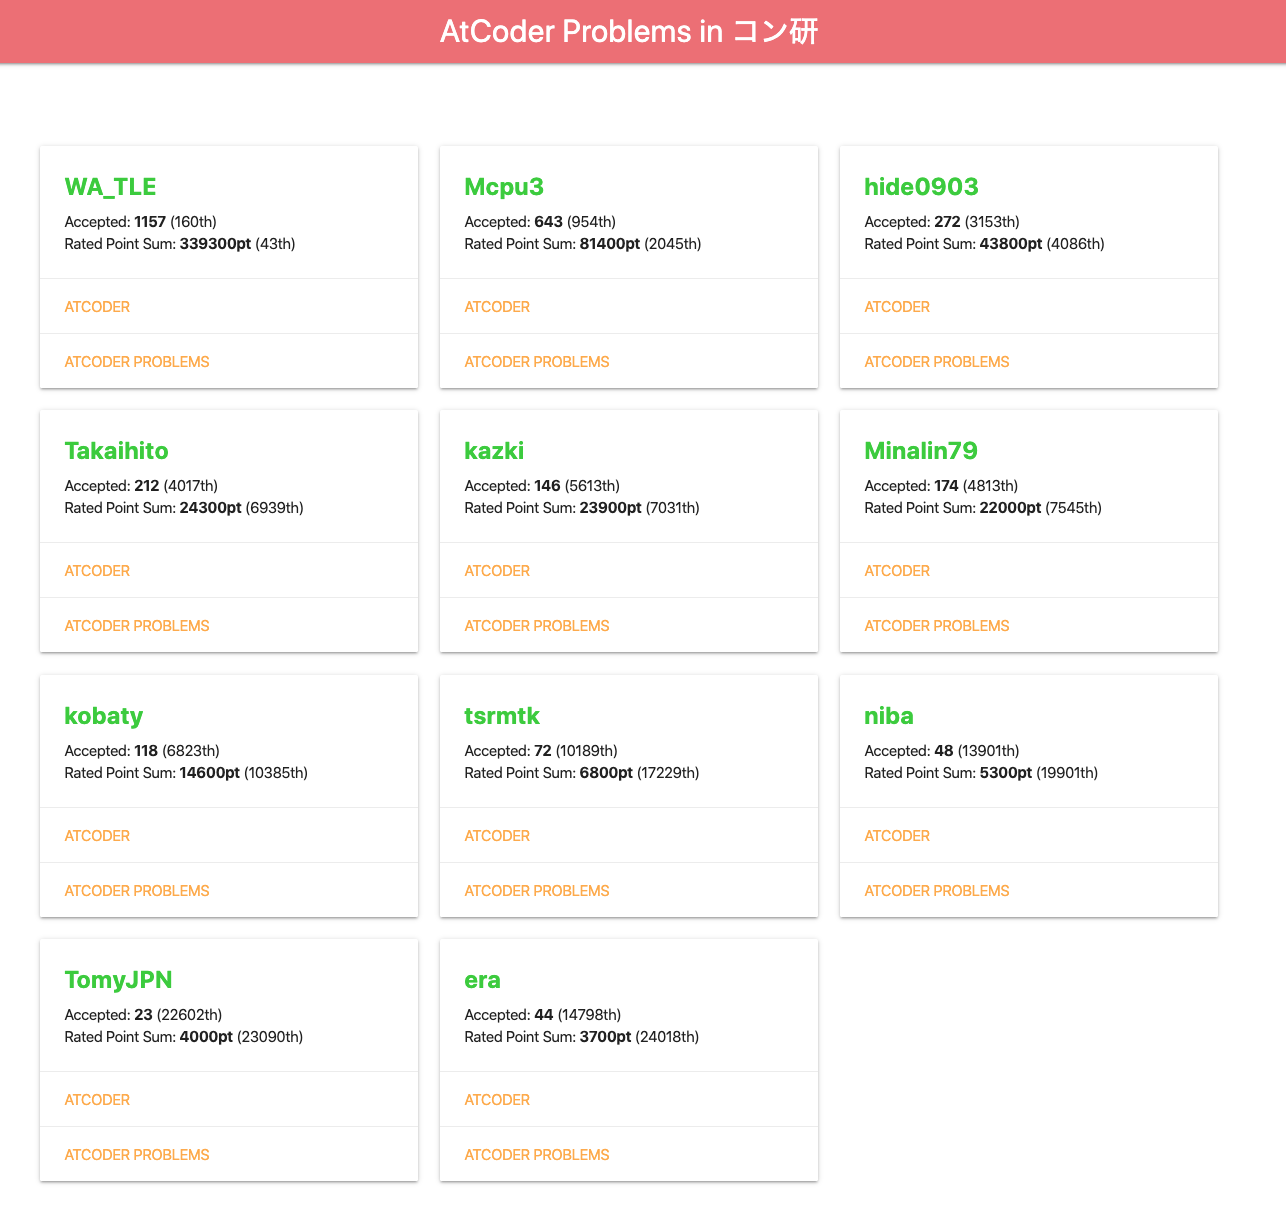 AtCoder Problems in コン研
WA_TLE
Accepted: 1157 (160th)
Rated Point Sum: 339300pt (43th)
ATCODER
ATCODER PROBLEMS
Mcpu3
Accepted: 643 (954th)
Rated Point Sum: 81400pt (2045th)
ATCODER
ATCODER PROBLEMS
hide0903
Accepted: 272 (3153th)
Rated Point Sum: 43800pt (4086th)
ATCODER
ATCODER PROBLEMS
Takaihito
Accepted: 212 (4017th)
Rated Point Sum: 24300pt (6939th)
ATCODER
ATCODER PROBLEMS
kazki
Accepted: 146 (5613th)
Rated Point Sum: 23900pt (7031th)
ATCODER
ATCODER PROBLEMS
Minalin79
Accepted: 174 (4813th)
Rated Point Sum: 22000pt (7545th)
ATCODER
ATCODER PROBLEMS
kobaty
Accepted: 118 (6823th)
Rated Point Sum: 14600pt (10385th)
ATCODER
ATCODER PROBLEMS
tsrmtk
Accepted: 72 (10189th)
Rated Point Sum: 6800pt (17229th)
ATCODER
ATCODER PROBLEMS
niba
Accepted: 48 (13901th)
Rated Point Sum: 5300pt (19901th)
ATCODER
ATCODER PROBLEMS
TomyJPN
Accepted: 23 (22602th)
Rated Point Sum: 4000pt (23090th)
ATCODER
ATCODER PROBLEMS
era
Accepted: 44 (14798th)
Rated Point Sum: 3700pt (24018th)
ATCODER
ATCODER PROBLEMS